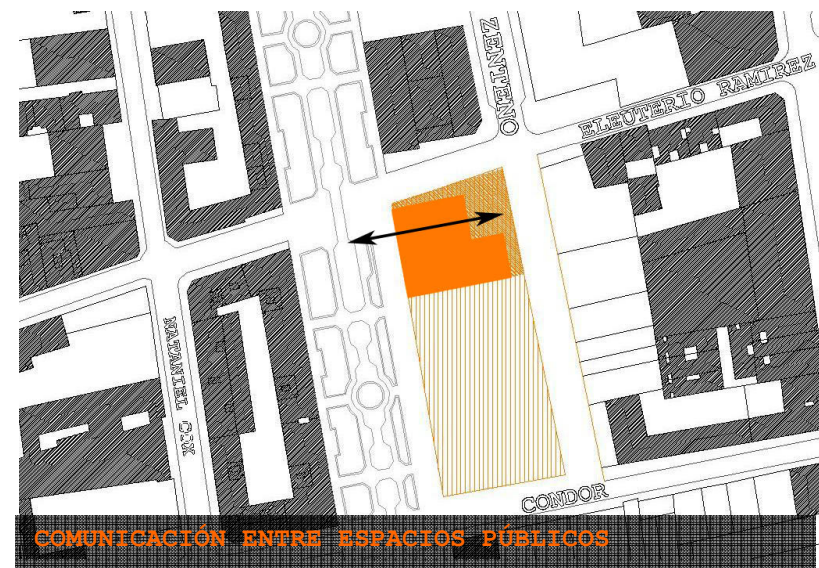 ZENTENO
ELEUTERIO RAMIREZ
NATANIEL COX
CONDOR
COMUNICACIÓN ENTRE ESPACIOS PÚBLICOS